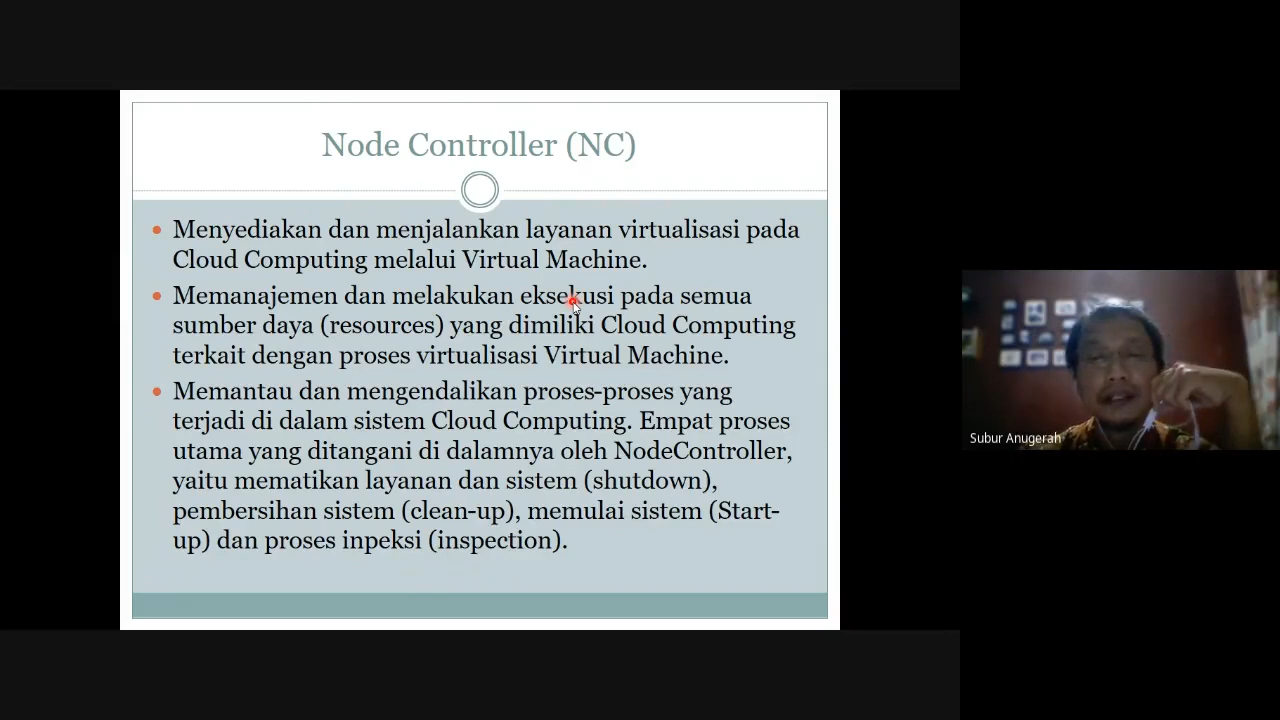 Node Controller (NC)
Menyediakan dan menjalankan layanan virtualisasi pada
Cloud Computing melalui Virtual Machine.
Memanajemen dan melakukan eksekusi pada semua
sumber daya (resources) yang dimiliki Cloud Computing
terkait dengan proses virtualisasi Virtual Machine.
Memantau dan mengendalikan proses-proses yang
terjadi di dalam sistem Cloud Computing. Empat proses
utama yang ditangani di dalamnya oleh NodeController,
yaitu mematikan layanan dan sistem (shutdown),
pembersihan sistem (clean-up), memulai sistem (Start-
up) dan proses inpeksi (inspection).
Subur Anugerah